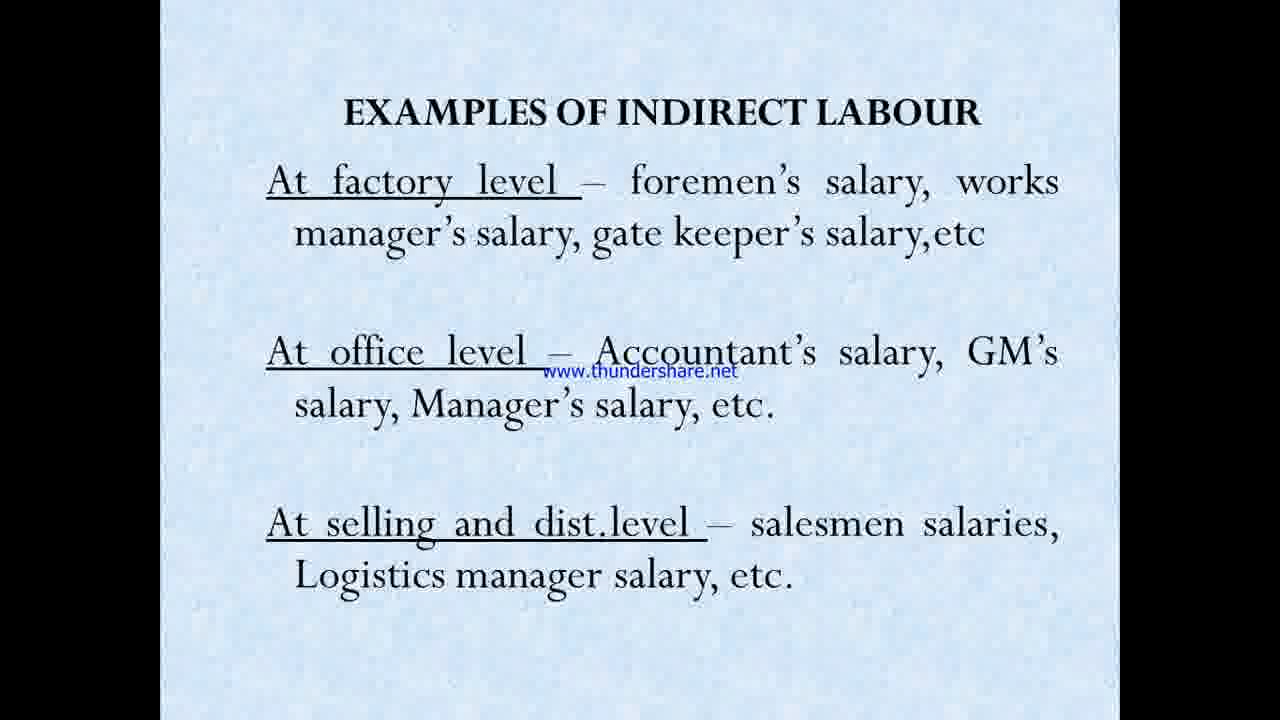 EXAMPLES OF INDIRECT LABOUR
At factory level – foremen’s salary, works
manager’s salary, gate keeper’s salary,etc
At office level – Accountant’s salary, GM’s
www.thundershare.net
salary, Manager’s salary, etc.
At selling and dist.level – salesmen salaries,
Logistics manager salary, etc.